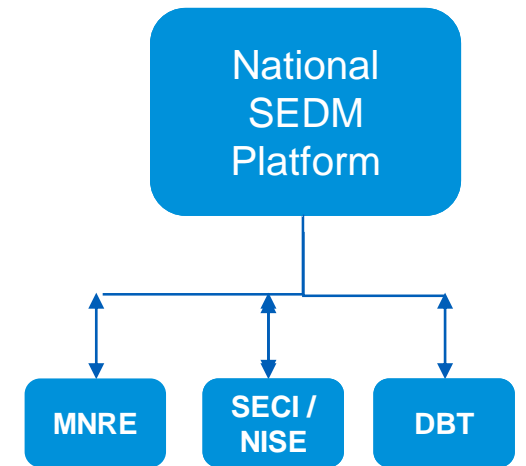 National
SEDM
Platform
MNRE
SECI /
NISE
DBT